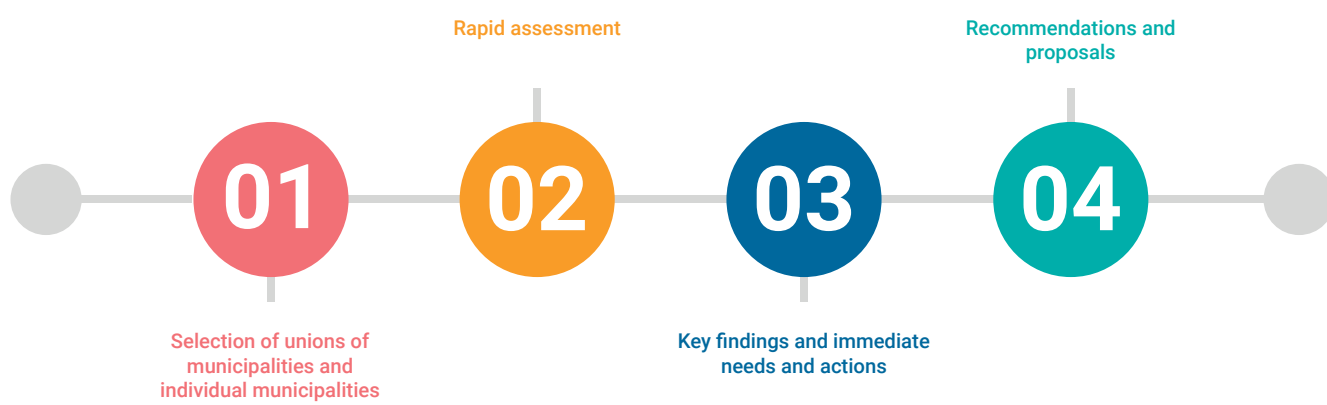 Rapid assessment
Recommendations and
proposals
01
02
03
04
Selection of unions of
municipalities and
individual municipalities
Key findings and immediate
needs and actions